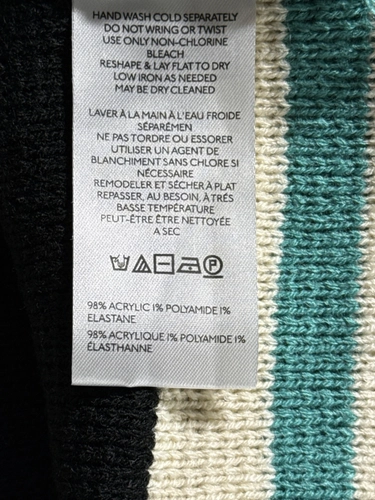 HAND WASH COLD SEPARATELY
DO NOT WRING OR TWIST
USE ONLY NON-CHLORINE
BLEACH
RESHAPE & LAY FLAT TO DRY
LOW IRON AS NEEDED
MAY BE DRY CLEANED
LAVER À LA MAIN À L'EAU FROIDE
SÉPARÉMEN
NE PAS TORDRE OU ESSORER
UTILISER UN AGENT DE
BLANCHIMENT SANS CHLORE SI
NÉCESSAIRE
REMODELER ET SÉCHER À PLAT
REPASSER, AU BESOIN, À TRÉS
BASSE TEMPÉRATURE
PEUT-ÊTRE ÊTRE NETTOYÉE
A SEC
P
98% ACRYLIC 1% POLYAMIDE 1%
ELASTANE
98% ACRYLIQUE 1% POLYAMIDE 1%
ÉLASTHANNE